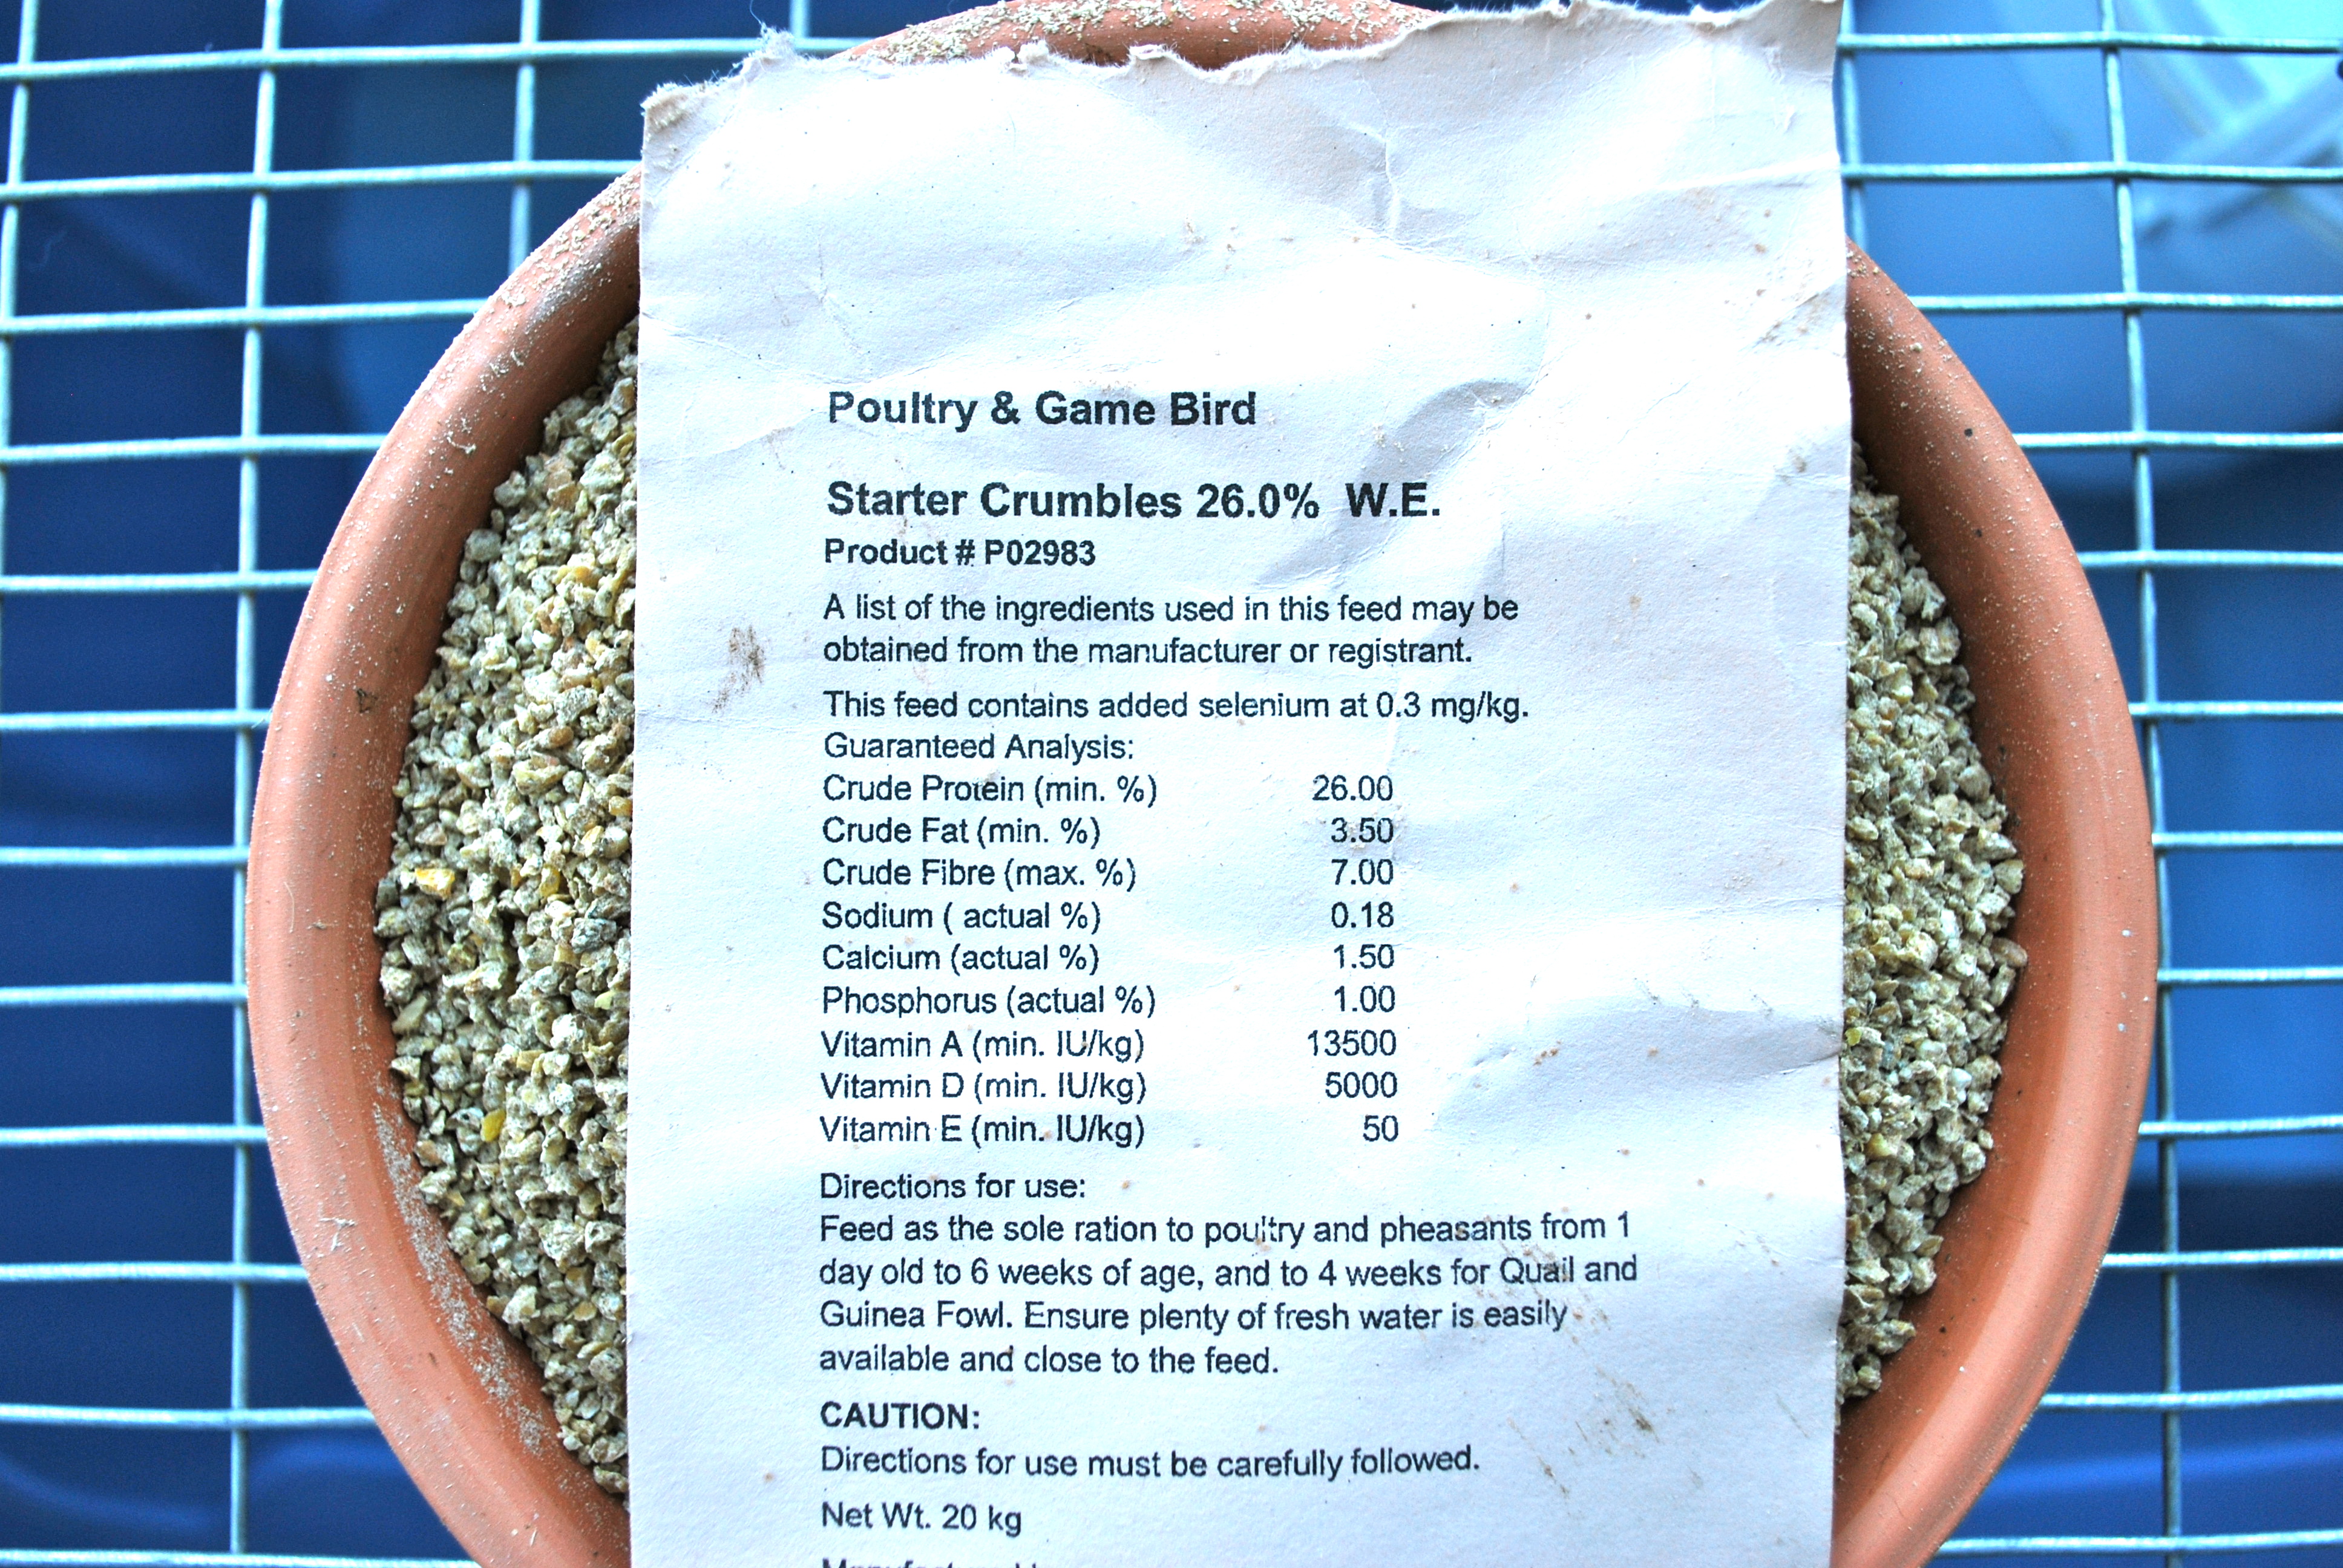 Poultry & Game Bird
Starter Crumbles 26.0% W.E.
Product # P02983
A list of the ingredients used in this feed may be
obtained from the manufacturer or registrant.
This feed contains added selenium at 0.3 mg/kg.
Guaranteed Analysis:
Crude Protein (min. %) 26.00
Crude Fat (min. %) 3.50
Crude Fibre (max. %) 7.00
Sodium ( actual %) 0.18
Calcium (actual %) 1.50
Phosphorus (actual %) 1.00
Vitamin A (min. IU/kg) 13500
Vitamin D (min. IU/kg) 5000
Vitamin E (min. IU/kg) 50
Directions for use:
Feed as the sole ration to poultry and pheasants from 1
day old to 6 weeks of age, and to 4 weeks for Quail and
Guinea Fowl. Ensure plenty of fresh water is easily
available and close to the feed.
CAUTION:
Directions for use must be carefully followed.
Net Wt. 20 kg